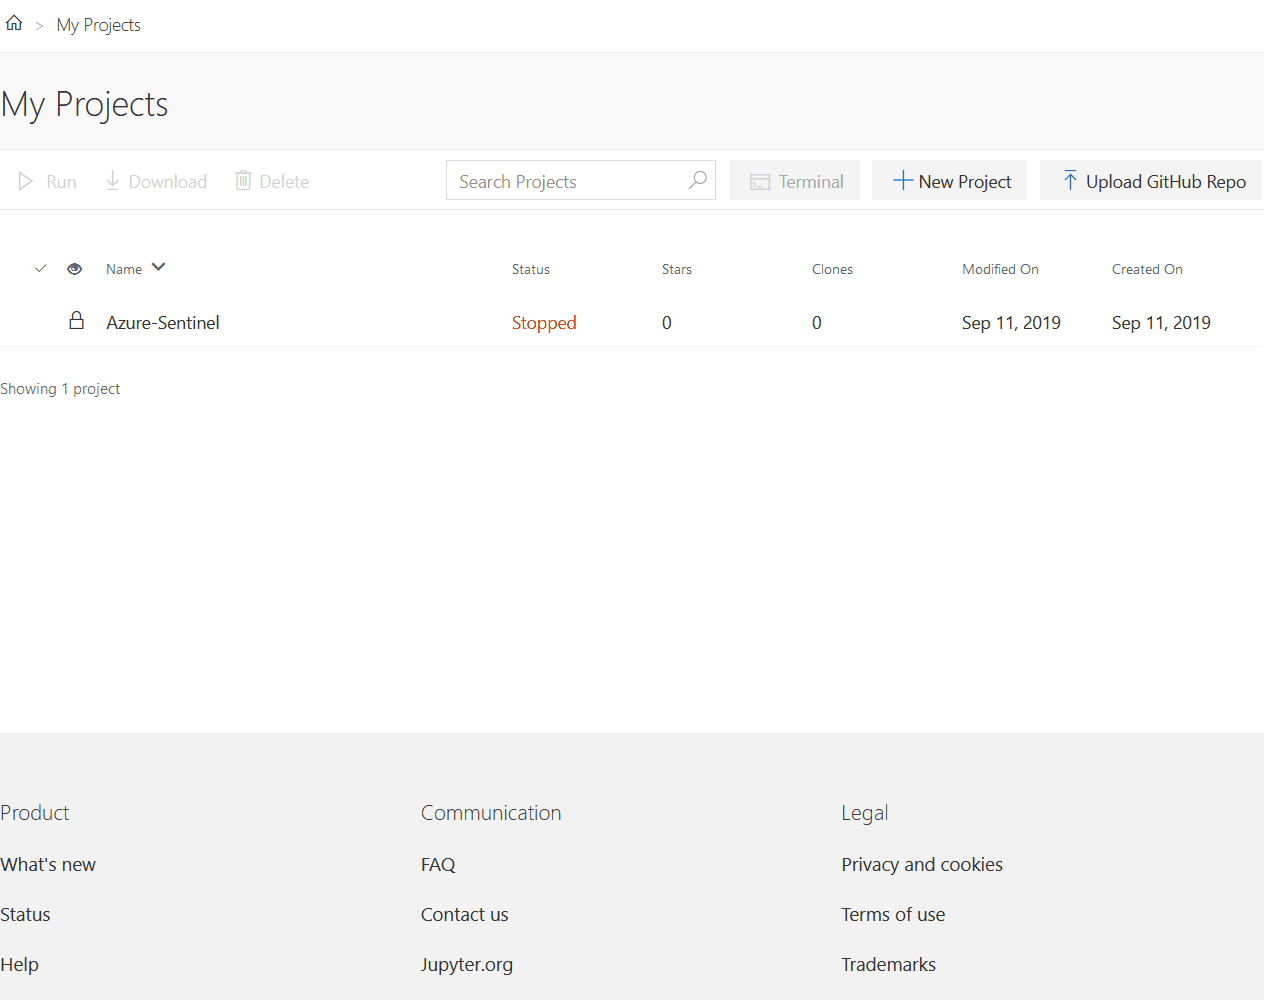 > My Projects
My Projects
Run Download Delete Search Projects Terminal New Project Upload GitHub Repo
Name Status Stars Clones Modified On Created On
Azure-Sentinel Stopped 0 0 Sep 11, 2019 Sep 11, 2019
Showing 1 project
Product Communication Legal
What's new FAQ Privacy and cookies
Status Contact us Terms of use
Help Jupyter.org Trademarks